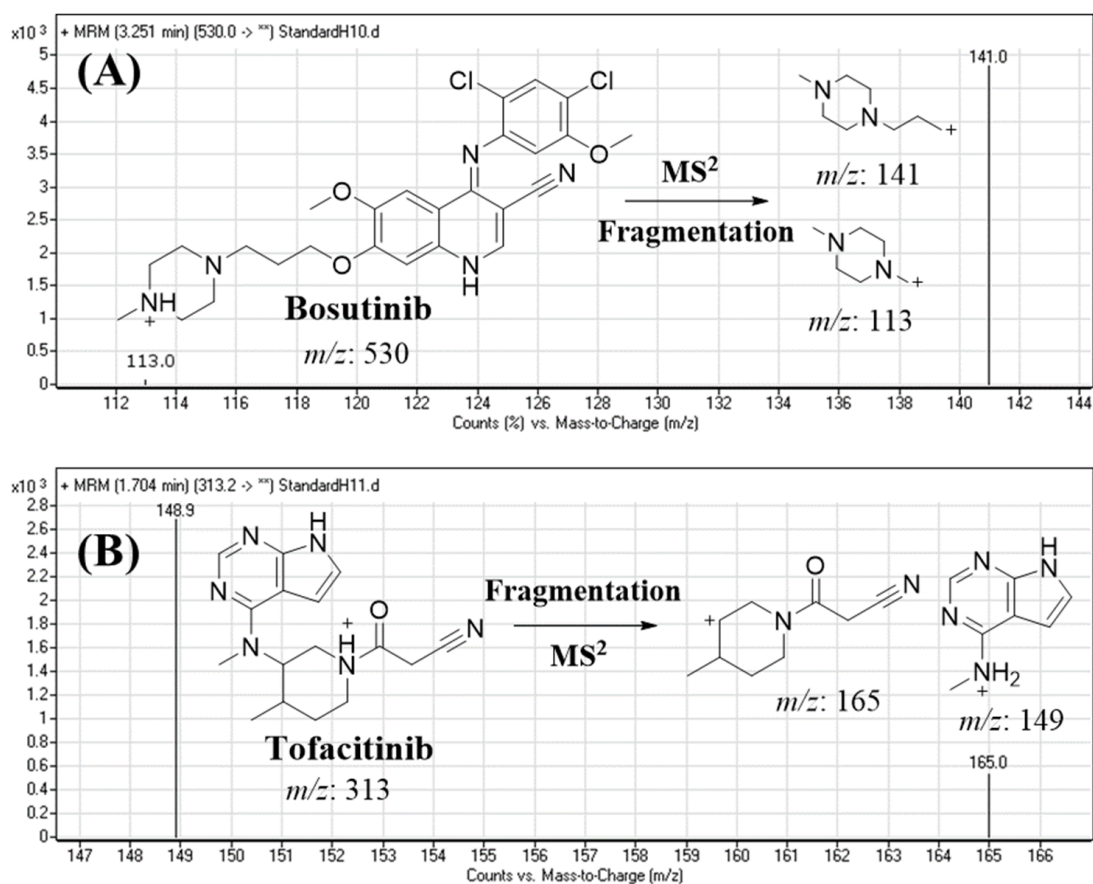 x10 3 + MRM (3.251 min) (530.0 -> **) StandardH10.d
(A)
5
4.5
4
3.5
3
2.5
2
1.5
1
0.5
0
Cl Cl
N O
O N
N O N
H
NH
+
Bosutinib
m/z: 530
MS2
Fragmentation
N
N +
m/z: 141
N
N +
m/z: 113
141.0
113.0
112 114 116 118 120 122 124 126 128 130 132 134 136 138 140 142 144
Counts (%) vs. Mass-to-Charge (m/z)
x10 3 + MRM (1.704 min) (313.2 -> **) StandardH11.d
(B)
2.8
2.6
2.4
2.2
2
1.8
1.6
1.4
1.2
1
0.8
0.6
0.4
0.2
0
148.9
H
N N
N
N + H O N
N
Tofacitinib
m/z: 313
Fragmentation
MS2
O N
+ N
m/z: 165
H
N N
N
NH2
+
m/z: 149
165.0
147 148 149 150 151 152 153 154 155 156 157 158 159 160 161 162 163 164 165 166
Counts vs. Mass-to-Charge (m/z)